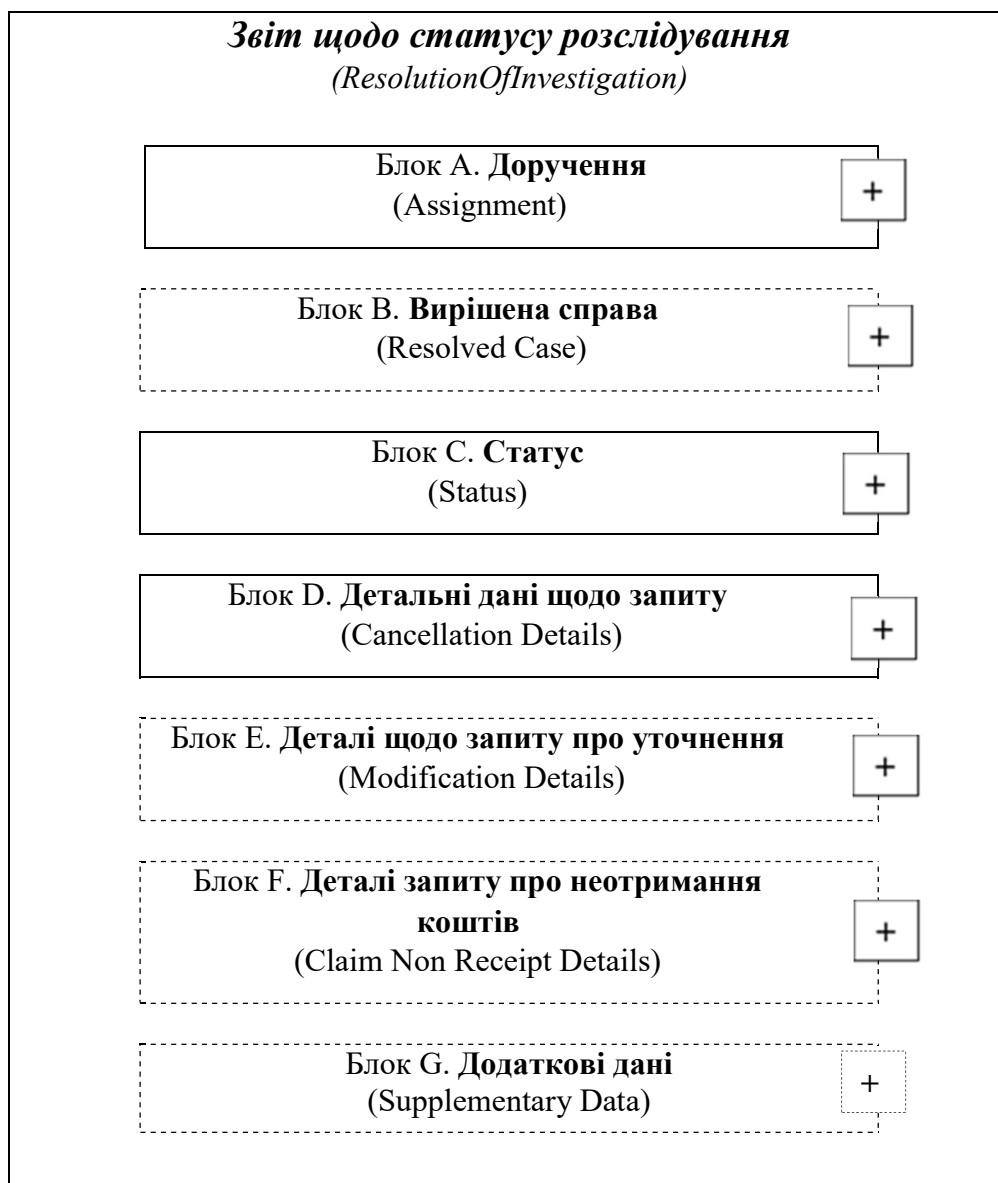 Звіт щодо статусу розслідування
(ResolutionOfInvestigation)
Блок A. Доручення
(Assignment)
+
Блок B. Вирішена справа
(Resolved Case)
+
Блок C. Статус
(Status)
+
Блок D. Детальні дані щодо запиту
(Cancellation Details)
+
Блок E. Деталі щодо запиту про уточнення
(Modification Details)
+
Блок F. Деталі запиту про неотримання
коштів
(Claim Non Receipt Details)
+
Блок G. Додаткові дані
(Supplementary Data)
+